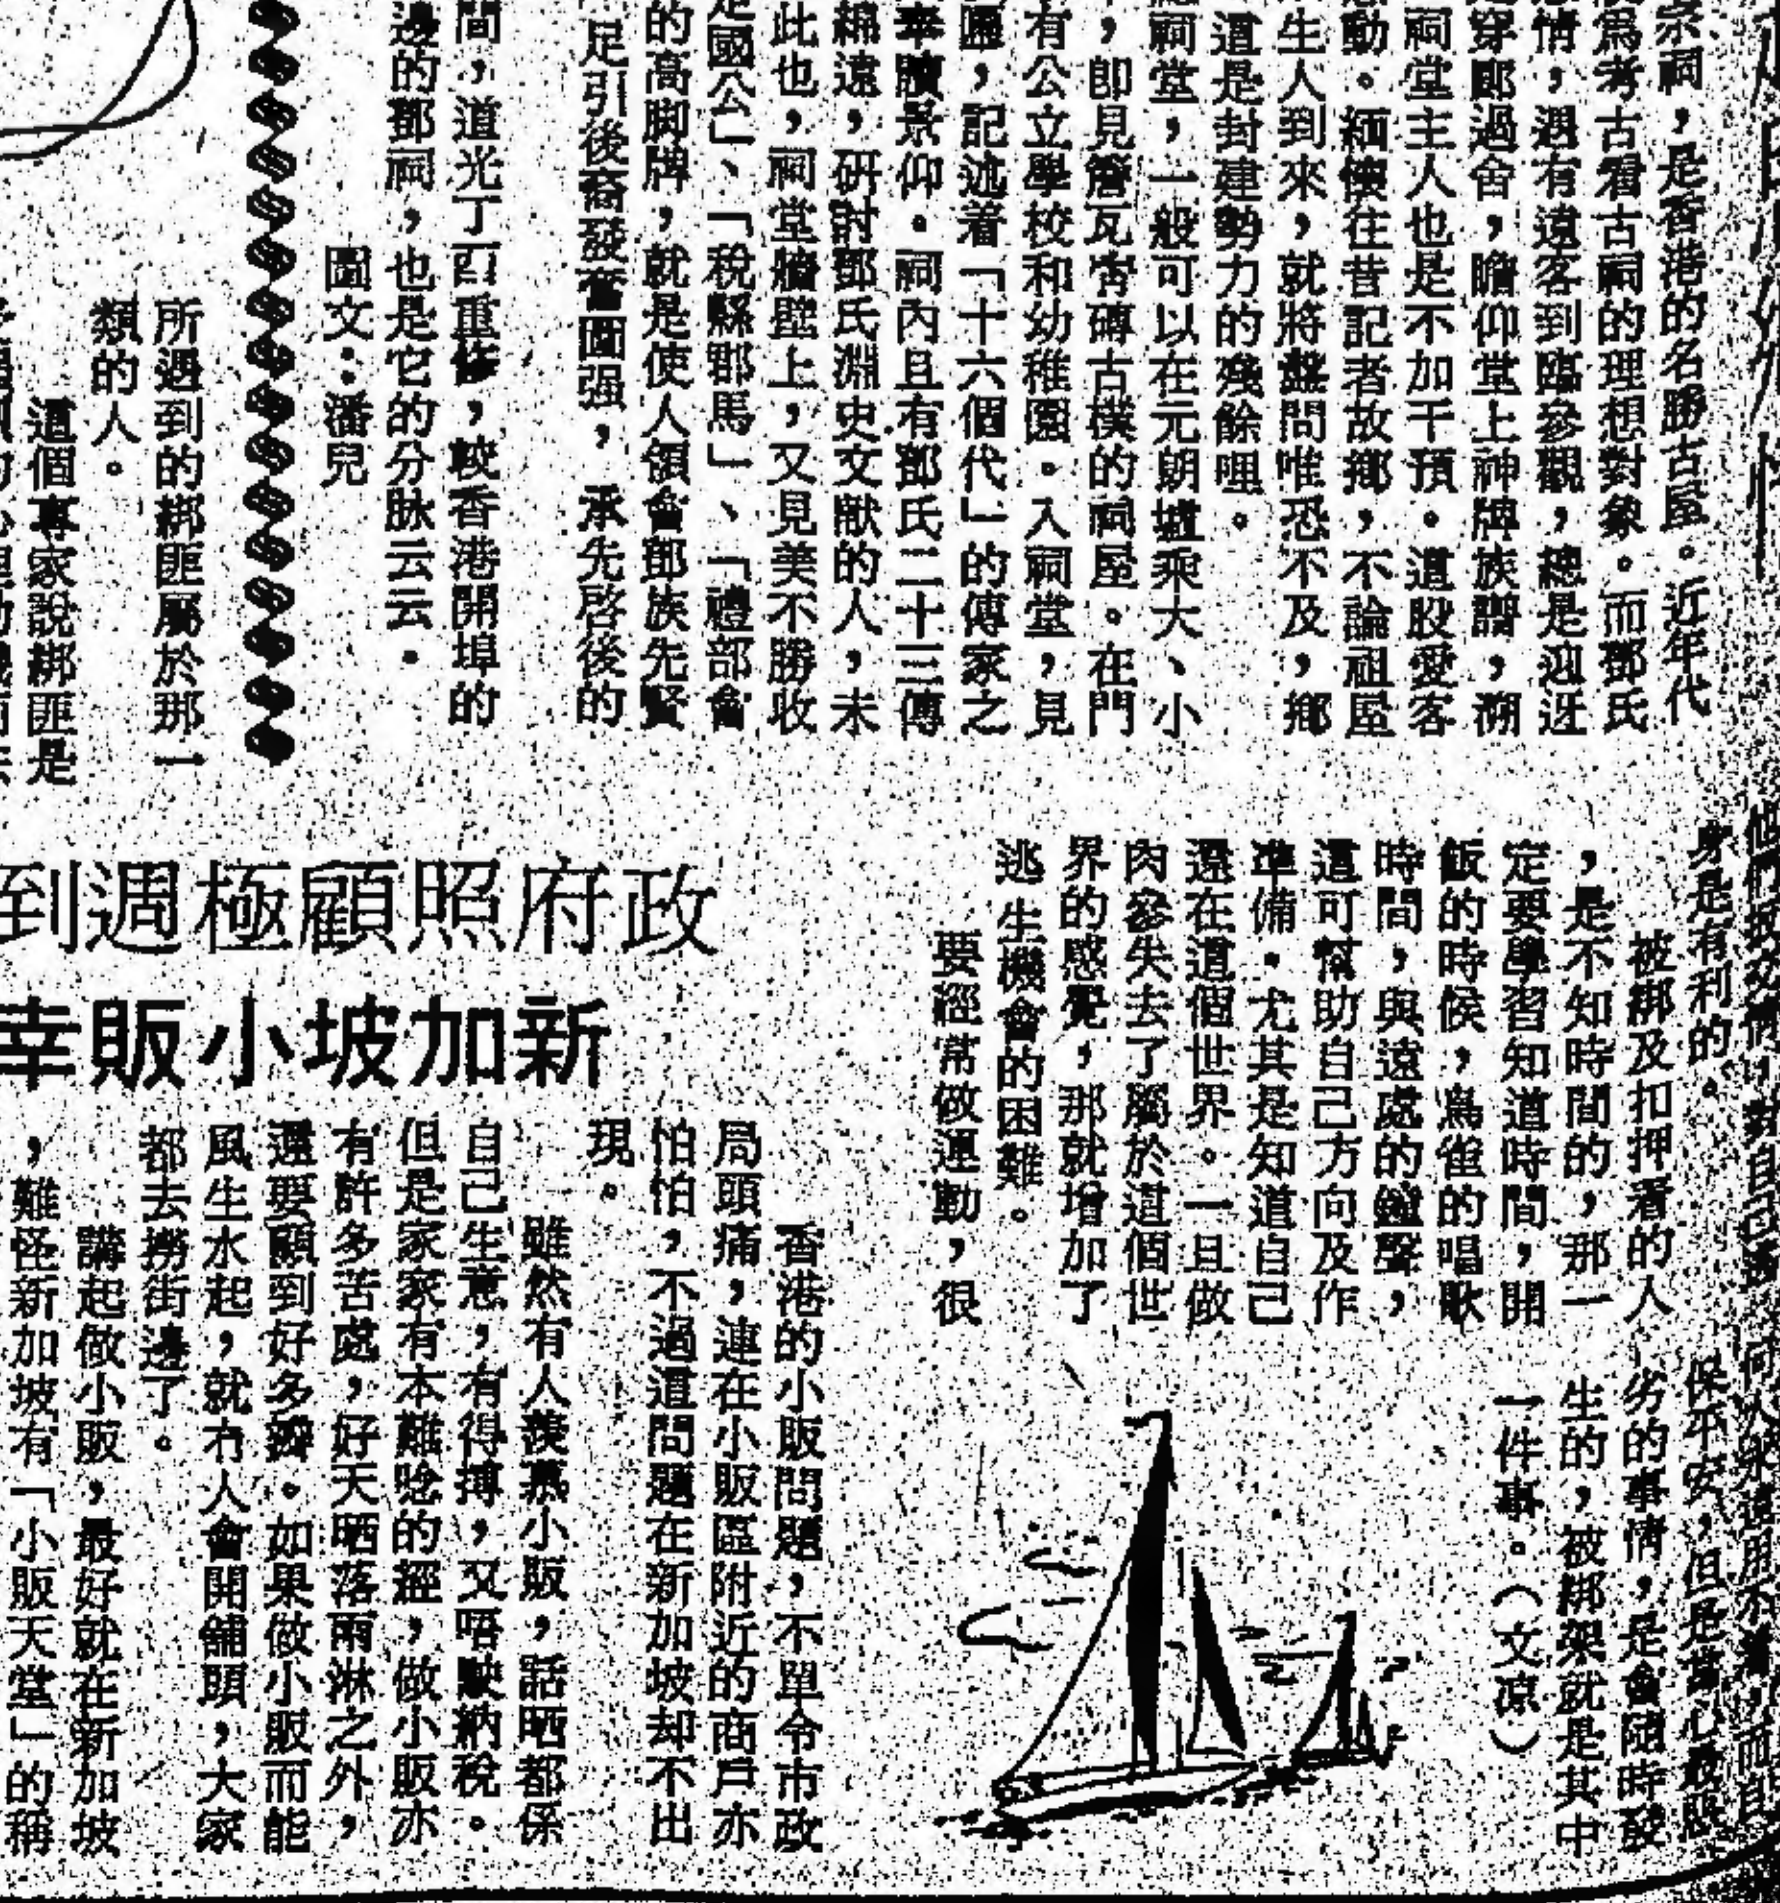 宗祠，是香港的名勝古屋。近年代
為考古霤古祠的理想對象。而鄧氏
情，遇有遠客到臨參觀，總是迎迓
穿鄉過舍，瞻仰堂上神牌族譜，溯
祠堂主人也是不加干預。這股愛客
動。緬懷往昔記者故鄉，不論祖屋
生人到來，就將盤問唯恐不及，鄉
這是封建勢力的殘餘哩。
祠堂，一般可以在元朗墟乘大、小
，即見簷瓦青磚古樸的祠屋。在門
有公立學校和幼稚園。入祠堂，見
匾，記述着「十六個代」的傳家之
奉牘景仰。祠內且有鄧氏二十三傳
綿遠，研討鄧氏淵史文獻的人，未
此也，祠堂牆壁上，又見美不勝收
國公」、「稅縣郡馬」、「禮部會
的高脚牌，就是使人領會鄧族先賢
足引後裔發奮圖强，承先啓後的
間，道光丁酉重修，較香港開埠的
邊的鄧祠，也是它的分脉云云。
圖文：潘兒
所遇到的綁匪屬於那一
類的人。
這個專家說綁匪是
身是有利的。
被綁及扣押看的人
，是不知時間的，那一
定要學習知道時間，開
飯的時候，鳥雀的唱歌
時間，與遠處的鐘聲，
這可幫助自己方向及作
準備。尤其是知道自己
還在這個世界。一旦做
肉參失去了屬於這個世
界的感覺，那就增加了
逃生機會的困難。
要經常做運動，很
保平安，但是壞心
劣的事情，是會隨時發
生的，被綁架就是其中
一件事。（文凉）
政府照顧極週到
新加坡小販幸
香港的小販問題，不單令市政
局頭痛，連在小販區附近的商戶亦
怕怕，不過這問題在新加坡却不出
現。
雖然有人羨慕小販，話晒都係
自己生意，有得搏，又唔駛納稅。
但是家家有本難唸的經，做小販亦
有許多苦處，好天晒落雨淋之外，
還要顧到好多瓣。如果做小販而能
風生水起，就冇人會開舖頭，大家
都去撈街邊了。
講起做小販，最好就在新加坡
，難怪新加坡有「小販天堂」的稱